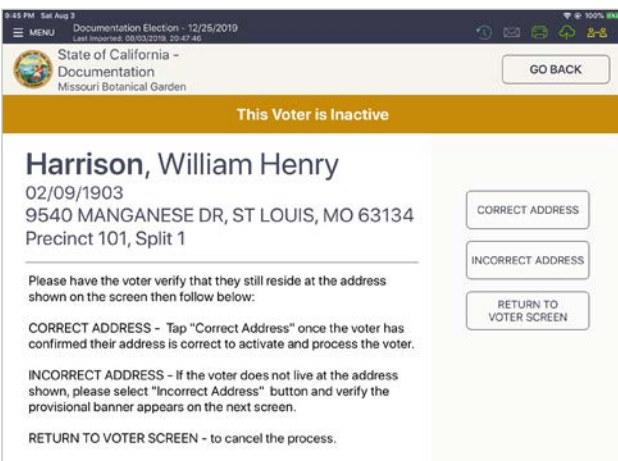 9:45 PM Sat Aug 3
100%
MENU
Documentation Election - 12/25/2019
Last Imported: 08/03/2019, 20:47:46
State of California -
Documentation
Missouri Botanical Garden
GO BACK
This Voter is Inactive
Harrison, William Henry
02/09/1903
9540 MANGANESE DR, ST LOUIS, MO 63134
Precinct 101, Split 1
CORRECT ADDRESS
INCORRECT ADDRESS
RETURN TO
VOTER SCREEN
Please have the voter verify that they still reside at the address
shown on the screen then follow below:
CORRECT ADDRESS - Tap "Correct Address" once the voter has
confirmed their address is correct to activate and process the voter.
INCORRECT ADDRESS - If the voter does not live at the address
shown, please select "Incorrect Address" button and verify the
provisional banner appears on the next screen.
RETURN TO VOTER SCREEN - to cancel the process.